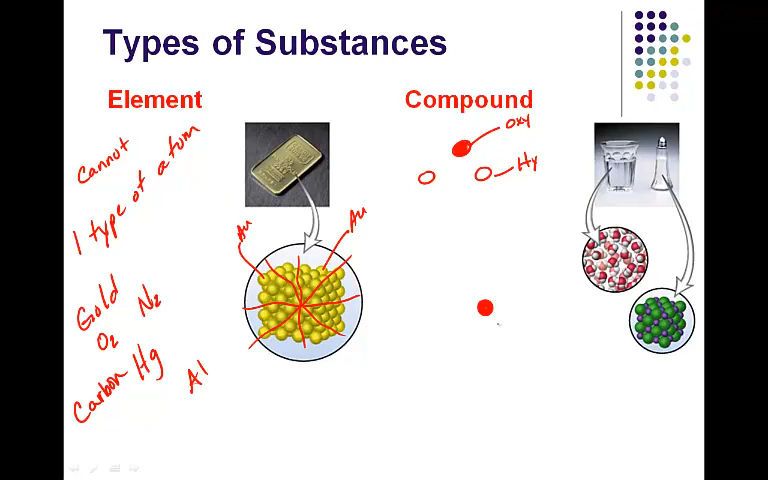 Types of Substances
Element
Compound
Cannot
1 type of atom
Gold
O2
N2
Carbon
Hg
Al
Au
Au
Oxy
Hy